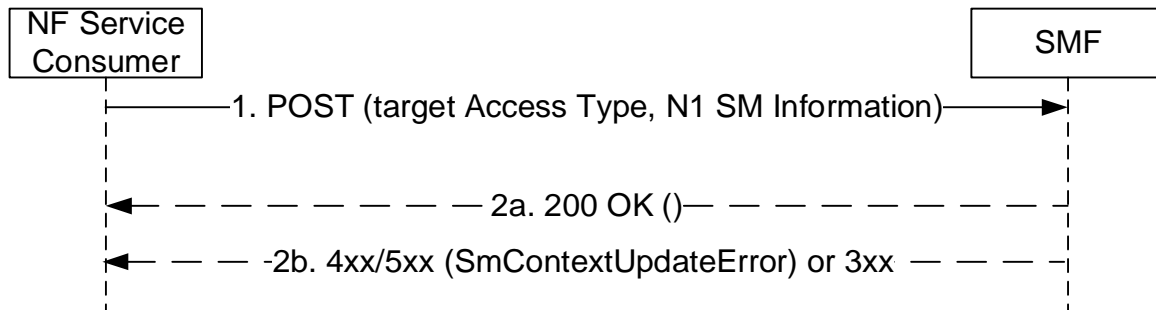 NF Service
Consumer
SMF
1. POST (target Access Type, N1 SM Information)
2a. 200 OK ()
2b. 4xx/5xx (SmContextUpdateError) or 3xx